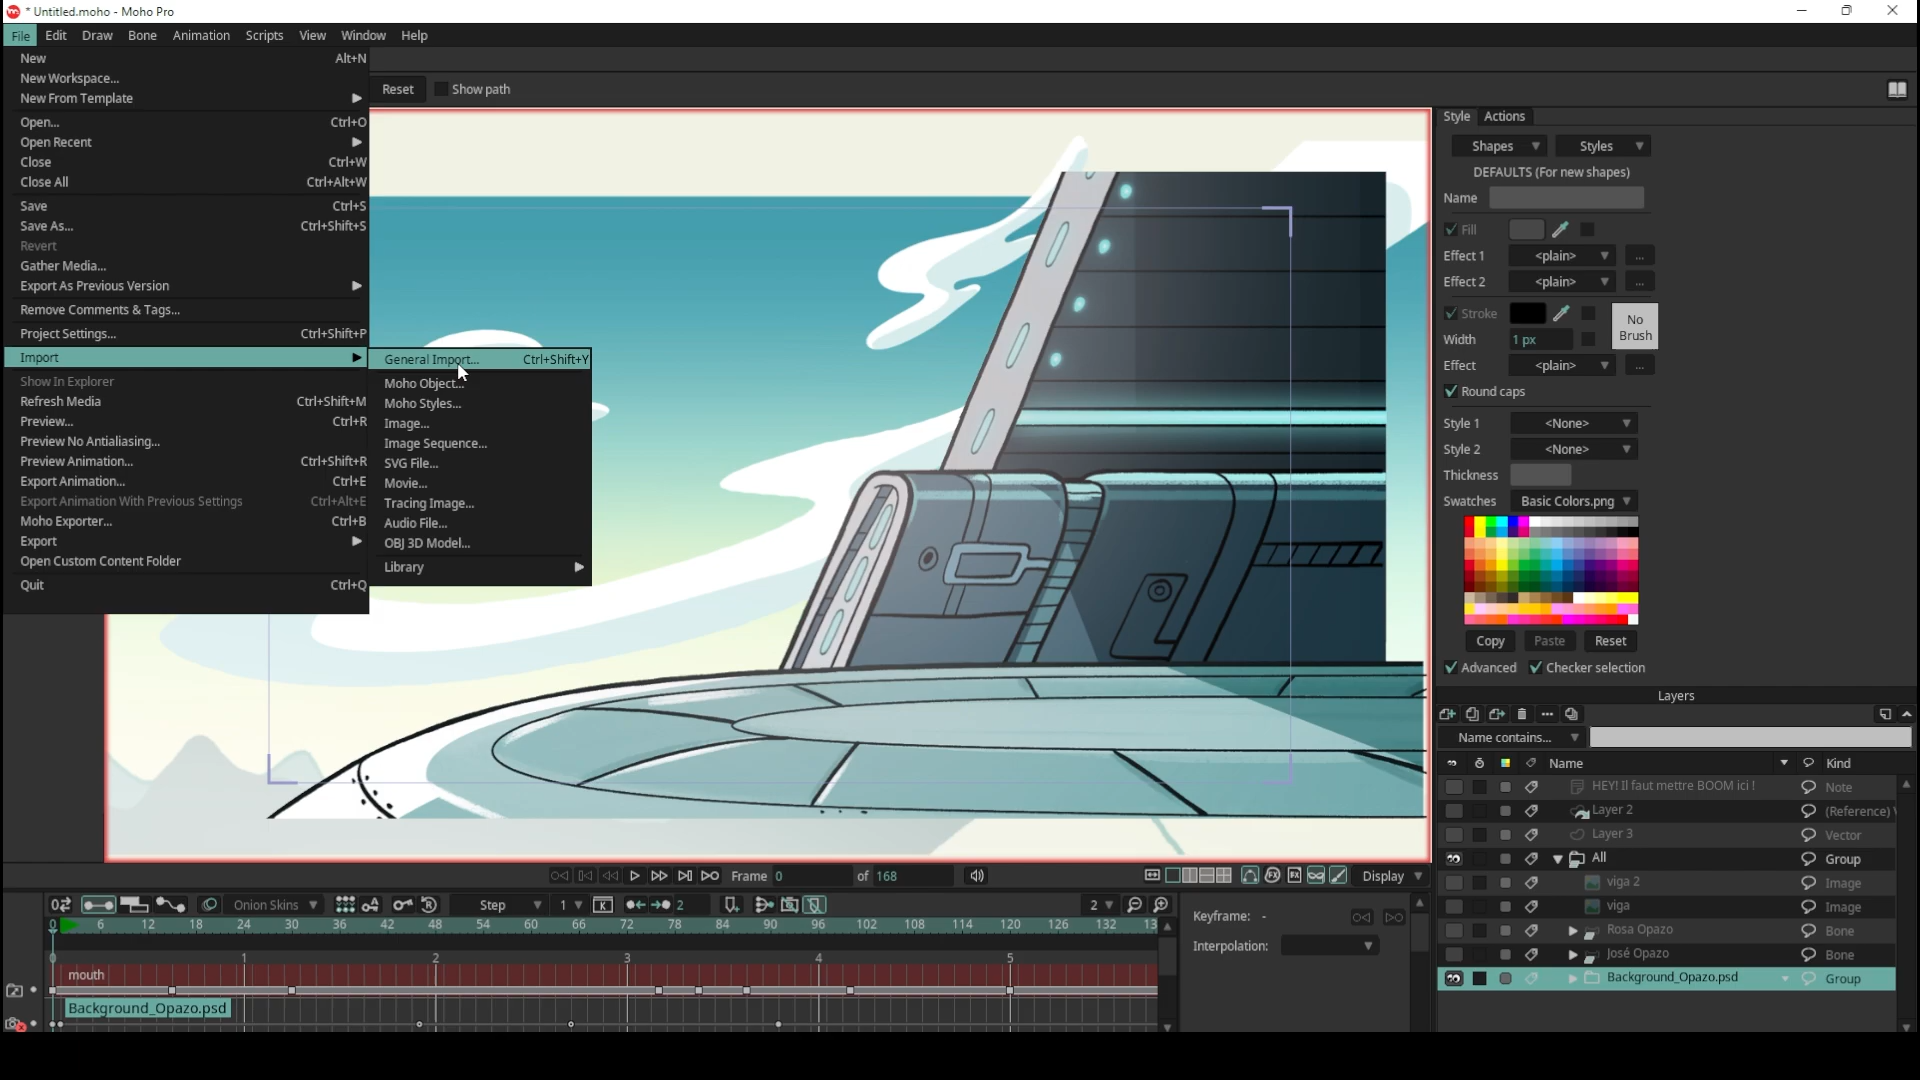 * Untitled.moho - Moho Pro
File Edit Draw Bone Animation Scripts View Window Help
New Alt+N
New Workspace...
New From Template
Open... Ctrl+O
Open Recent
Close Ctrl+W
Close All Ctrl+Alt+W
Save Ctrl+S
Save As... Ctrl+Shift+S
Revert
Gather Media...
Export As Previous Version
Remove Comments & Tags...
Project Settings... Ctrl+Shift+P
Import
Show In Explorer
Refresh Media Ctrl+Shift+M
Preview... Ctrl+R
Preview No Antialiasing...
Preview Animation... Ctrl+Shift+R
Export Animation... Ctrl+E
Export Animation With Previous Settings Ctrl+Alt+E
Moho Exporter... Ctrl+B
Export
Open Custom Content Folder
Quit Ctrl+Q
General Import... Ctrl+Shift+Y
Moho Object...
Moho Styles...
Image...
Image Sequence...
SVG File...
Movie...
Tracing Image...
Audio File...
OBJ 3D Model...
Library
Reset Show path
Style Actions
Shapes Styles
DEFAULTS (For new shapes)
Name
Fill
Effect 1 <plain> ...
Effect 2 <plain> ...
Stroke
No Brush
Width 1 px
Effect <plain> ...
Round caps
Style 1 <None>
Style 2 <None>
Thickness
Swatches Basic Colors.png
Copy Paste Reset
Advanced Checker selection
Layers
Name contains...
Name Kind
HEY! Il faut mettre BOOM ici ! Note
Layer 2 (Reference)
Layer 3 Vector
All Group
viga 2 Image
viga Image
Rosa Opazo Bone
José Opazo Bone
Background_Opazo.psd Group
Frame 0 of 168
Display
Onion Skins Step 1 K 2 2
0 6 12 18 24 30 36 42 48 54 60 66 72 78 84 90 96 102 108 114 120 126 132
0 1 2 3 4 5
mouth
Background_Opazo.psd
Keyframe: -
Interpolation: